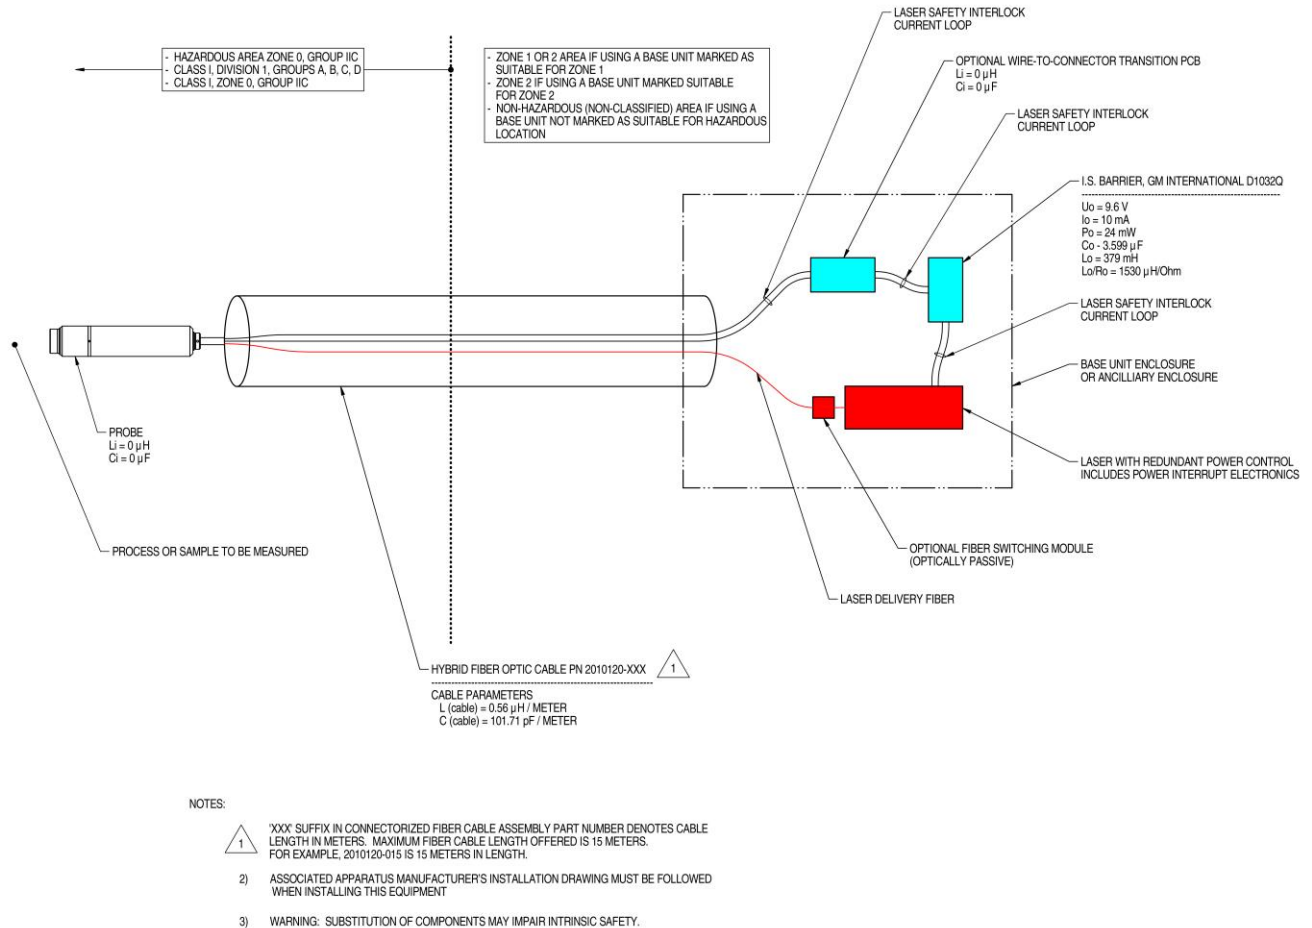 LASER SAFETY INTERLOCK
CURRENT LOOP
- HAZARDOUS AREA ZONE 0, GROUP IIC
- CLASS I, DIVISION 1, GROUPS A, B, C, D
- CLASS I, ZONE 0, GROUP IIC
- ZONE 1 OR 2 AREA IF USING A BASE UNIT MARKED AS
SUITABLE FOR ZONE 1
- ZONE 2 IF USING A BASE UNIT MARKED SUITABLE
FOR ZONE 2
- NON-HAZARDOUS (NON-CLASSIFIED) AREA IF USING A
BASE UNIT NOT MARKED AS SUITABLE FOR HAZARDOUS
LOCATION
OPTIONAL WIRE-TO-CONNECTOR TRANSITION PCB
Li = 0 µH
Ci = 0 µF
LASER SAFETY INTERLOCK
CURRENT LOOP
I.S. BARRIER, GM INTERNATIONAL D1032Q
Uo = 9.6 V
Io = 10 mA
Po = 24 mW
Co - 3.599 µF
Lo = 379 mH
Lo/Ro = 1530 µH/Ohm
LASER SAFETY INTERLOCK
CURRENT LOOP
BASE UNIT ENCLOSURE
OR ANCILLIARY ENCLOSURE
PROBE
Li = 0 µH
Ci = 0 µF
LASER WITH REDUNDANT POWER CONTROL
INCLUDES POWER INTERRUPT ELECTRONICS
PROCESS OR SAMPLE TO BE MEASURED
OPTIONAL FIBER SWITCHING MODULE
(OPTICALLY PASSIVE)
LASER DELIVERY FIBER
HYBRID FIBER OPTIC CABLE PN 2010120-XXX
1
CABLE PARAMETERS
L (cable) = 0.56 µH / METER
C (cable) = 101.71 pF / METER
NOTES:
1
'XXX' SUFFIX IN CONNECTORIZED FIBER CABLE ASSEMBLY PART NUMBER DENOTES CABLE
LENGTH IN METERS. MAXIMUM FIBER CABLE LENGTH OFFERED IS 15 METERS.
FOR EXAMPLE, 2010120-015 IS 15 METERS IN LENGTH.
2) ASSOCIATED APPARATUS MANUFACTURER'S INSTALLATION DRAWING MUST BE FOLLOWED
WHEN INSTALLING THIS EQUIPMENT
3) WARNING: SUBSTITUTION OF COMPONENTS MAY IMPAIR INTRINSIC SAFETY.